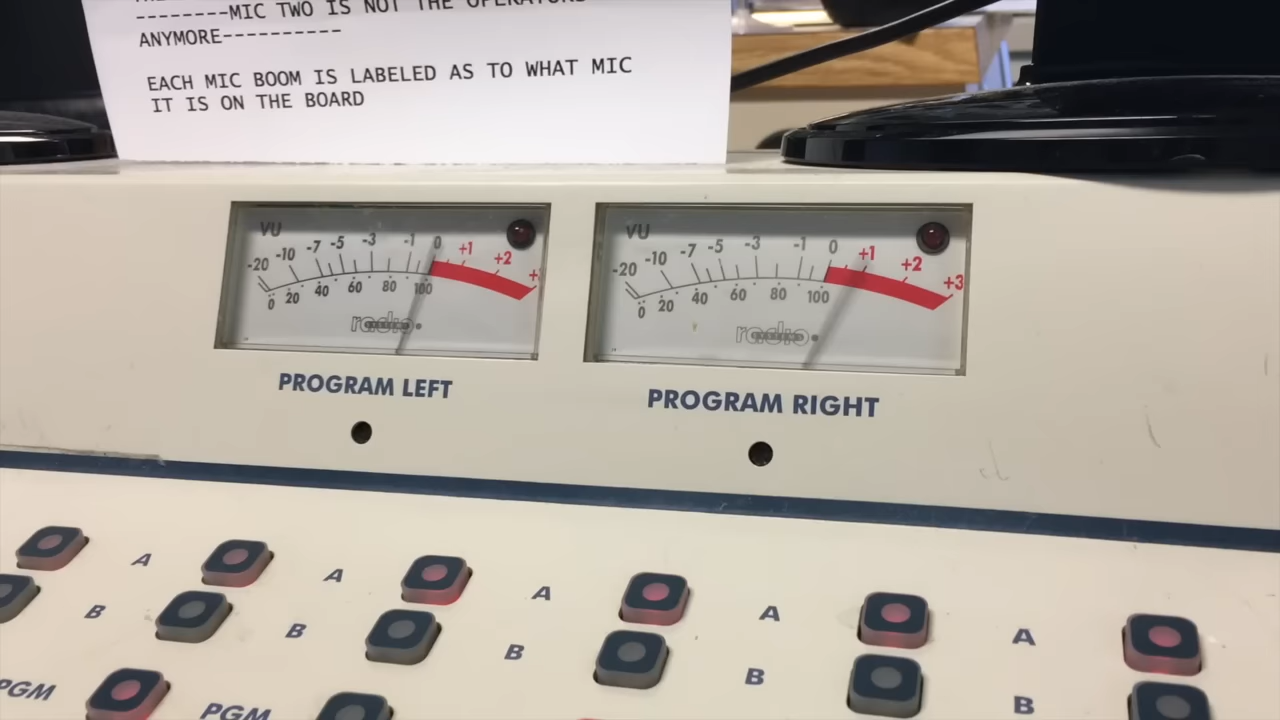 --------MIC TWO IS NOT THE OPERATORS
ANYMORE----------
EACH MIC BOOM IS LABELED AS TO WHAT MIC
IT IS ON THE BOARD
VU
-20 -10 -7 -5 -3 -1 0 +1 +2
0 20 40 60 80 100
radio SYSTEMS
PROGRAM LEFT
VU
-20 -10 -7 -5 -3 -1 0 +1 +2 +3
0 20 40 60 80 100
radio SYSTEMS
PROGRAM RIGHT
A A A A A
B B B B B
PGM PGM